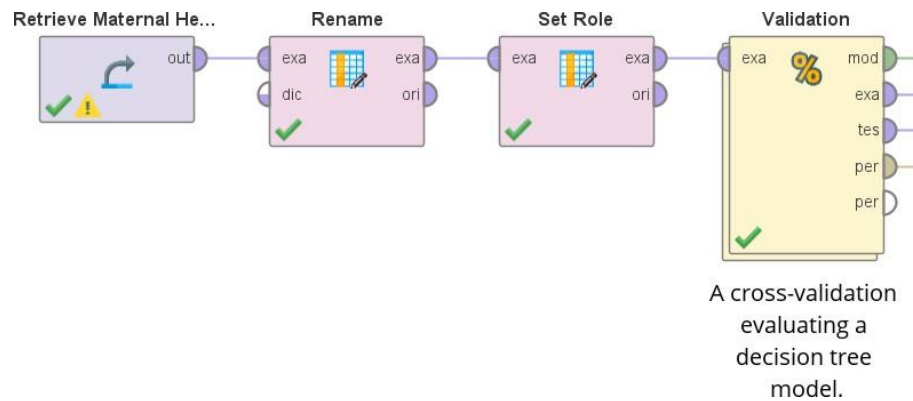 Retrieve Maternal He...
Rename
Set Role
Validation
out
exa
exa
dic
ori
exa
exa
ori
exa
%
mod
exa
tes
per
per
A cross-validation
evaluating a
decision tree
model.